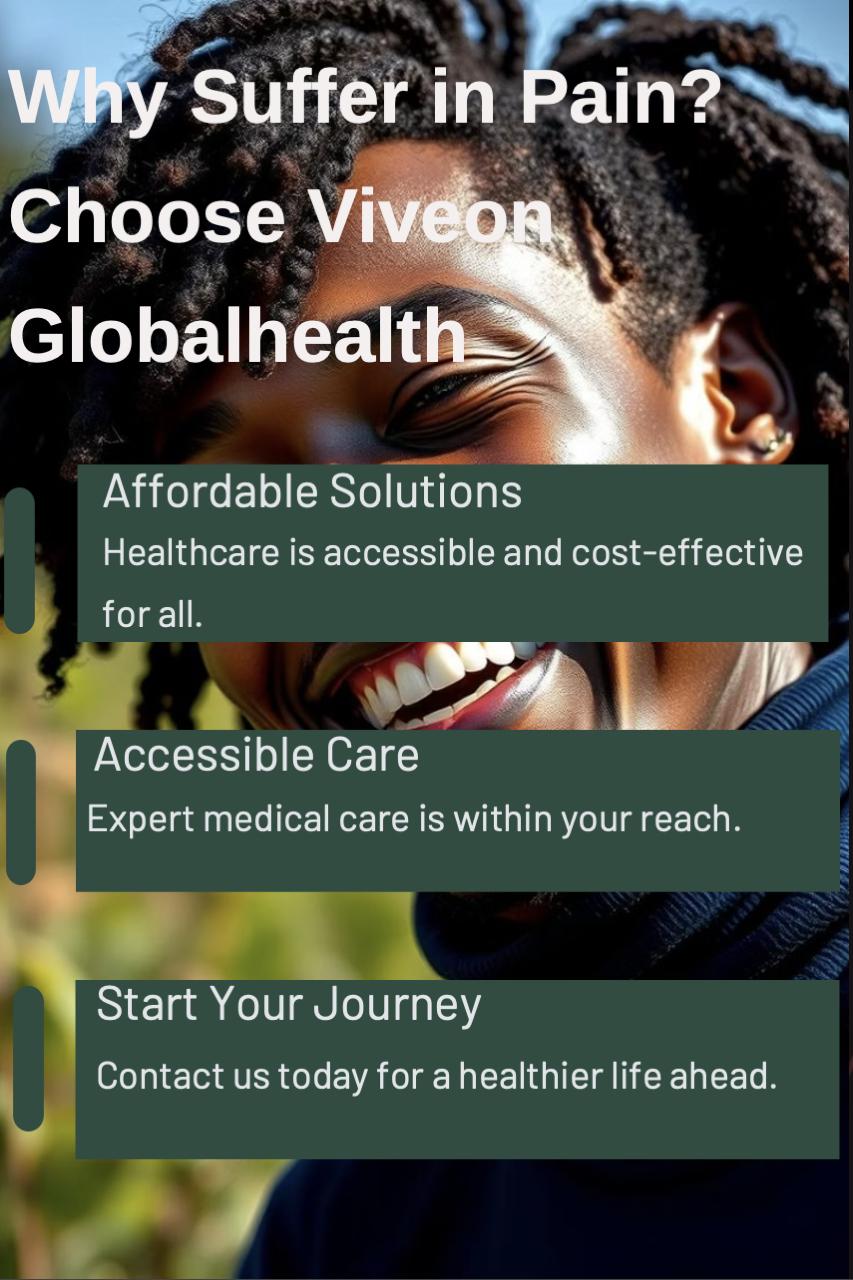 Why Suffer in Pain?
Choose Viveon
Globalhealth
Affordable Solutions
Healthcare is accessible and cost-effective
for all.
Accessible Care
Expert medical care is within your reach.
Start Your Journey
Contact us today for a healthier life ahead.